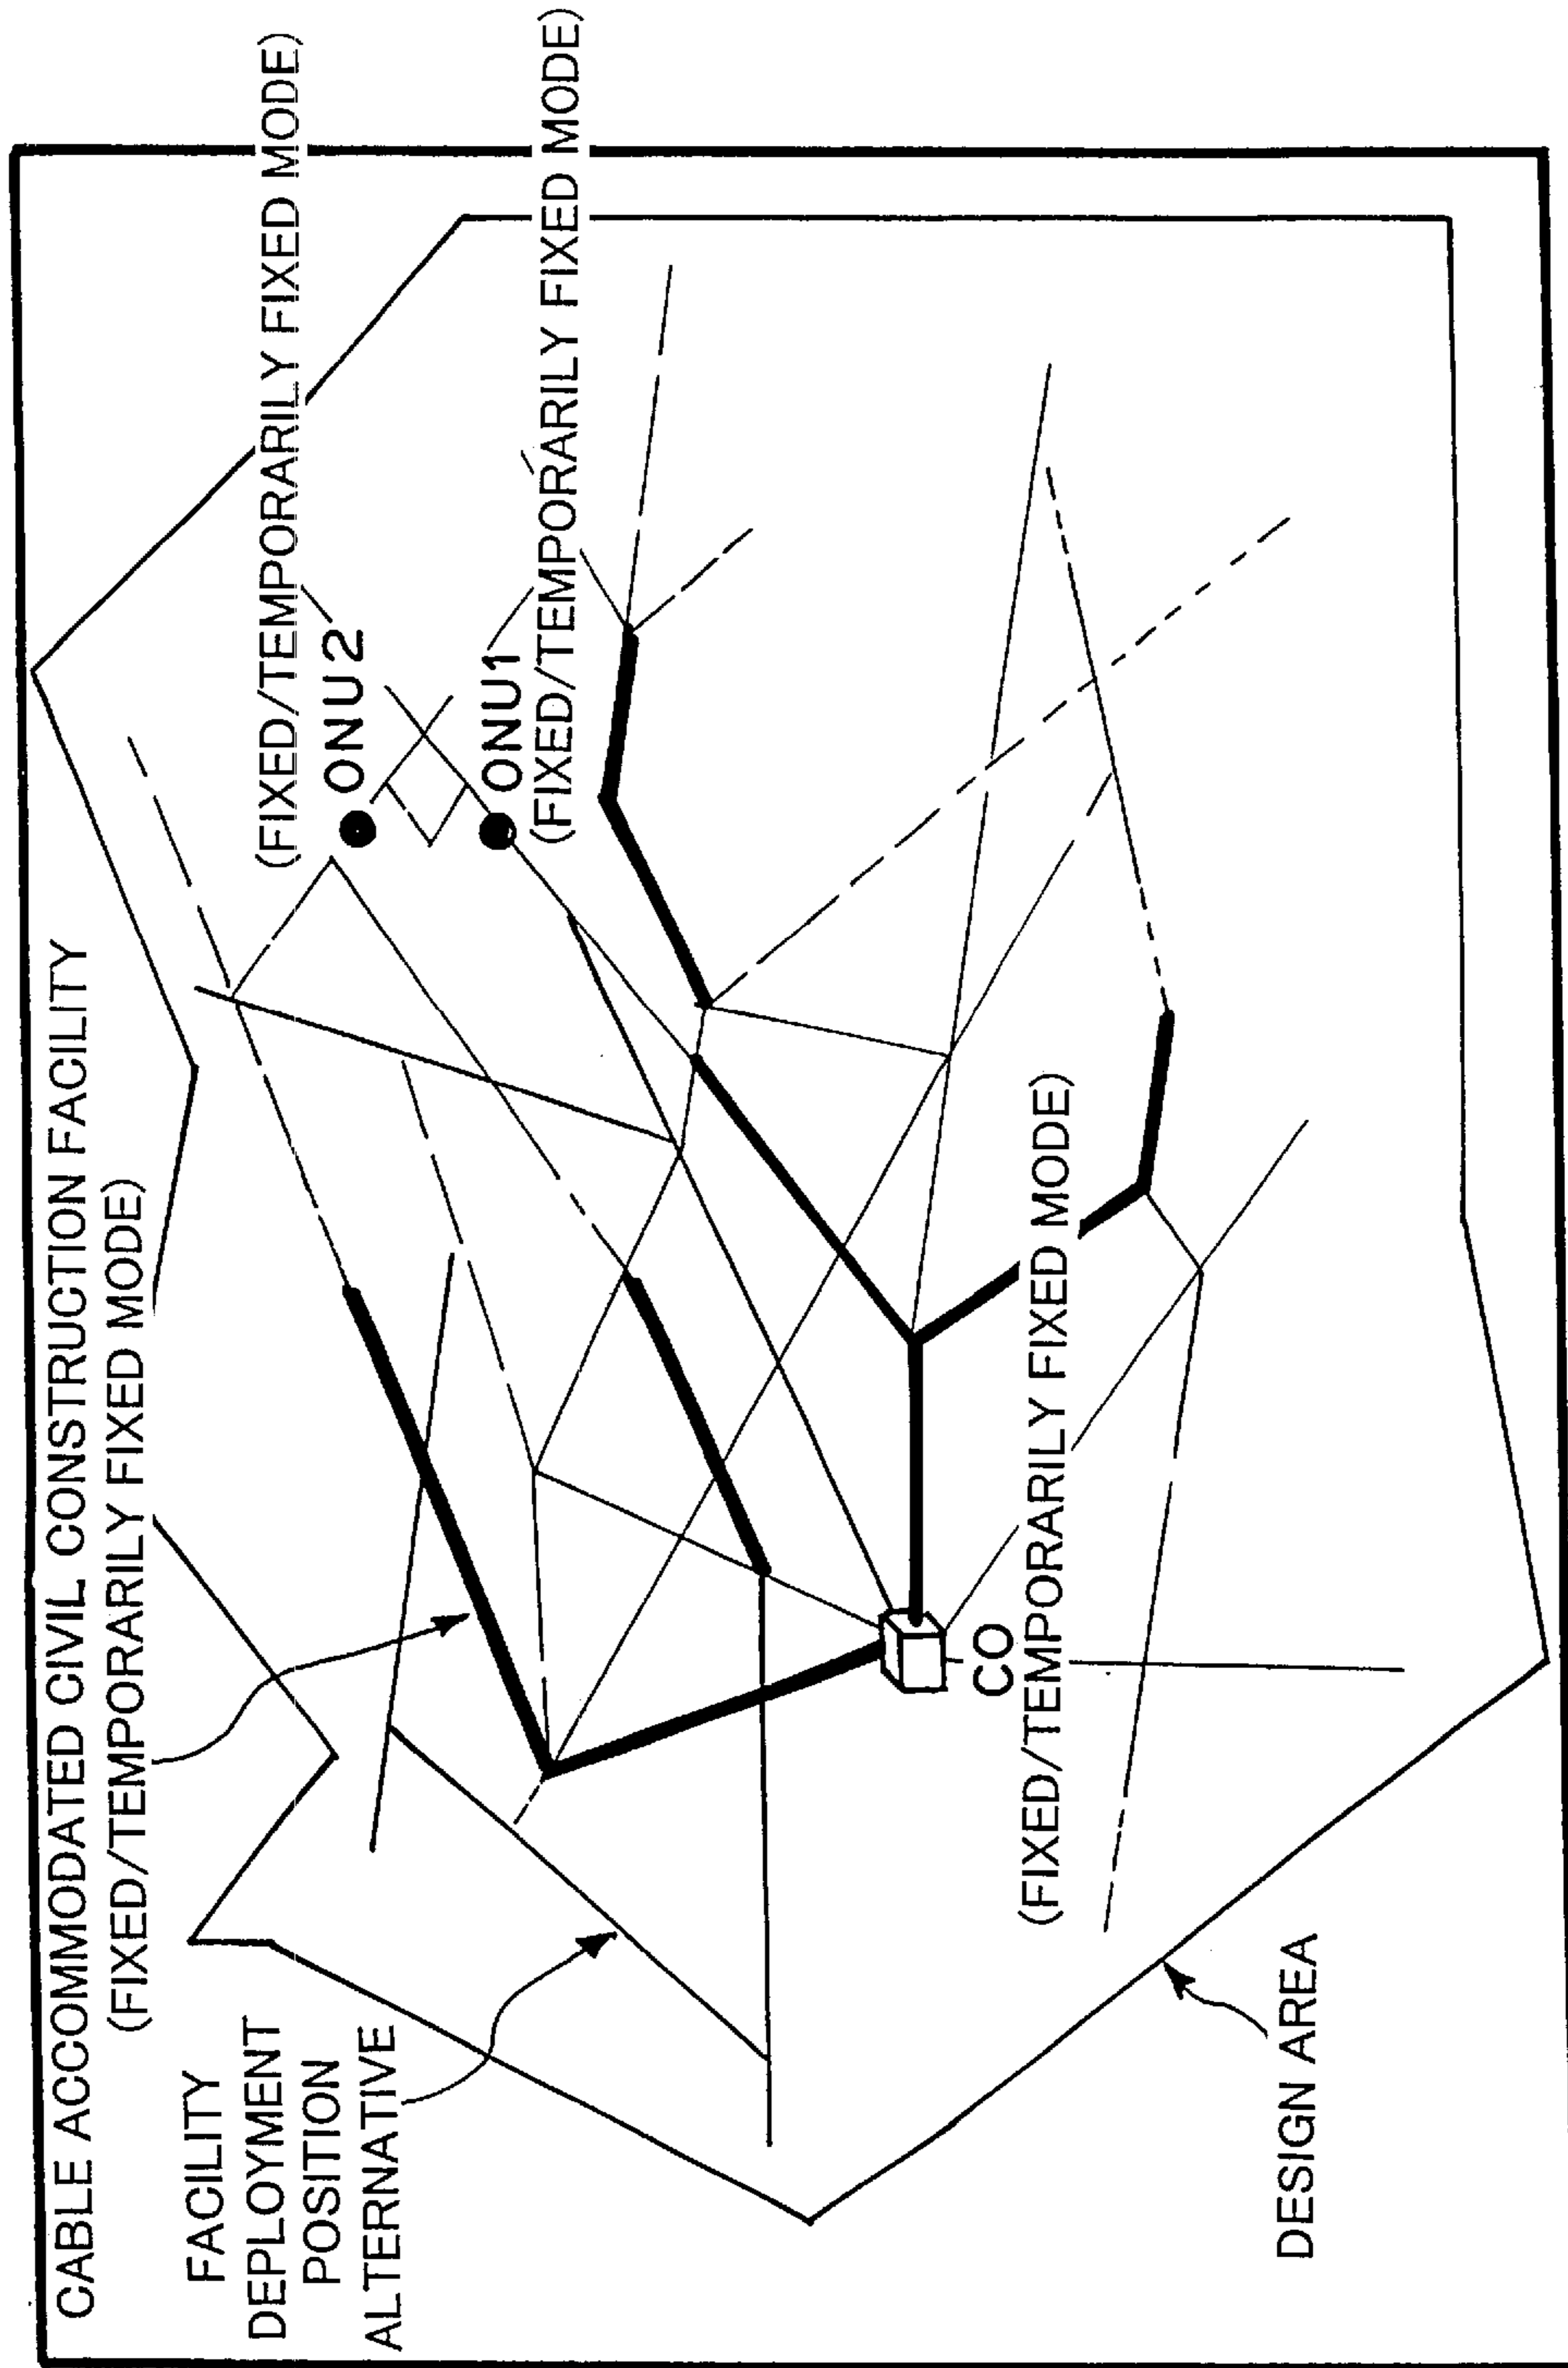 CABLE ACCOMMODATED CIVIL CONSTRUCTION FACILITY
(FIXED/TEMPORARILY FIXED MODE)
FACILITY
DEPLOYMENT
POSITION
ALTERNATIVE
(FIXED/TEMPORARILY FIXED MODE)
ONU2
ONU1
(FIXED/TEMPORARILY FIXED MODE)
CO
(FIXED/TEMPORARILY FIXED MODE)
DESIGN AREA